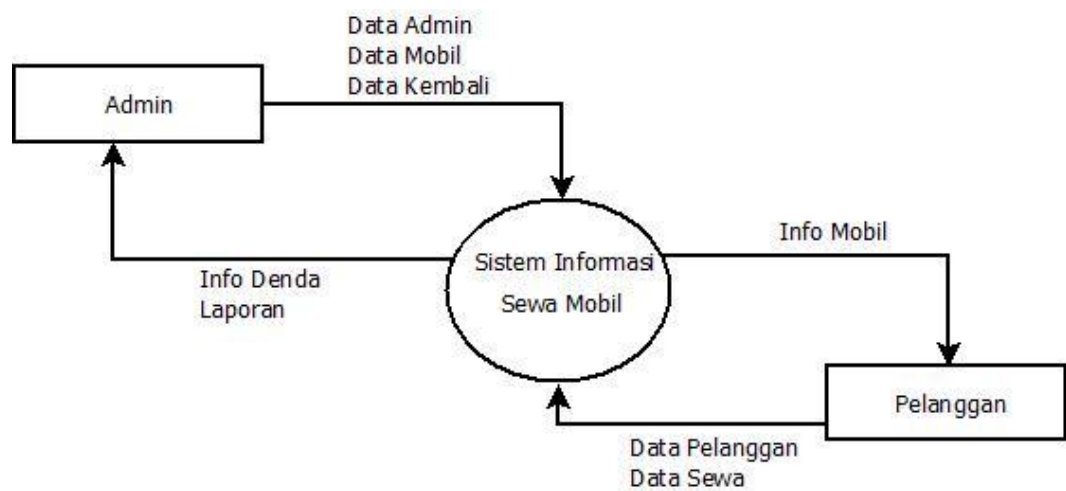 Data Admin
Data Mobil
Data Kembali
Admin
Info Mobil
Sistem Informasi
Sewa Mobil
Info Denda
Laporan
Pelanggan
Data Pelanggan
Data Sewa